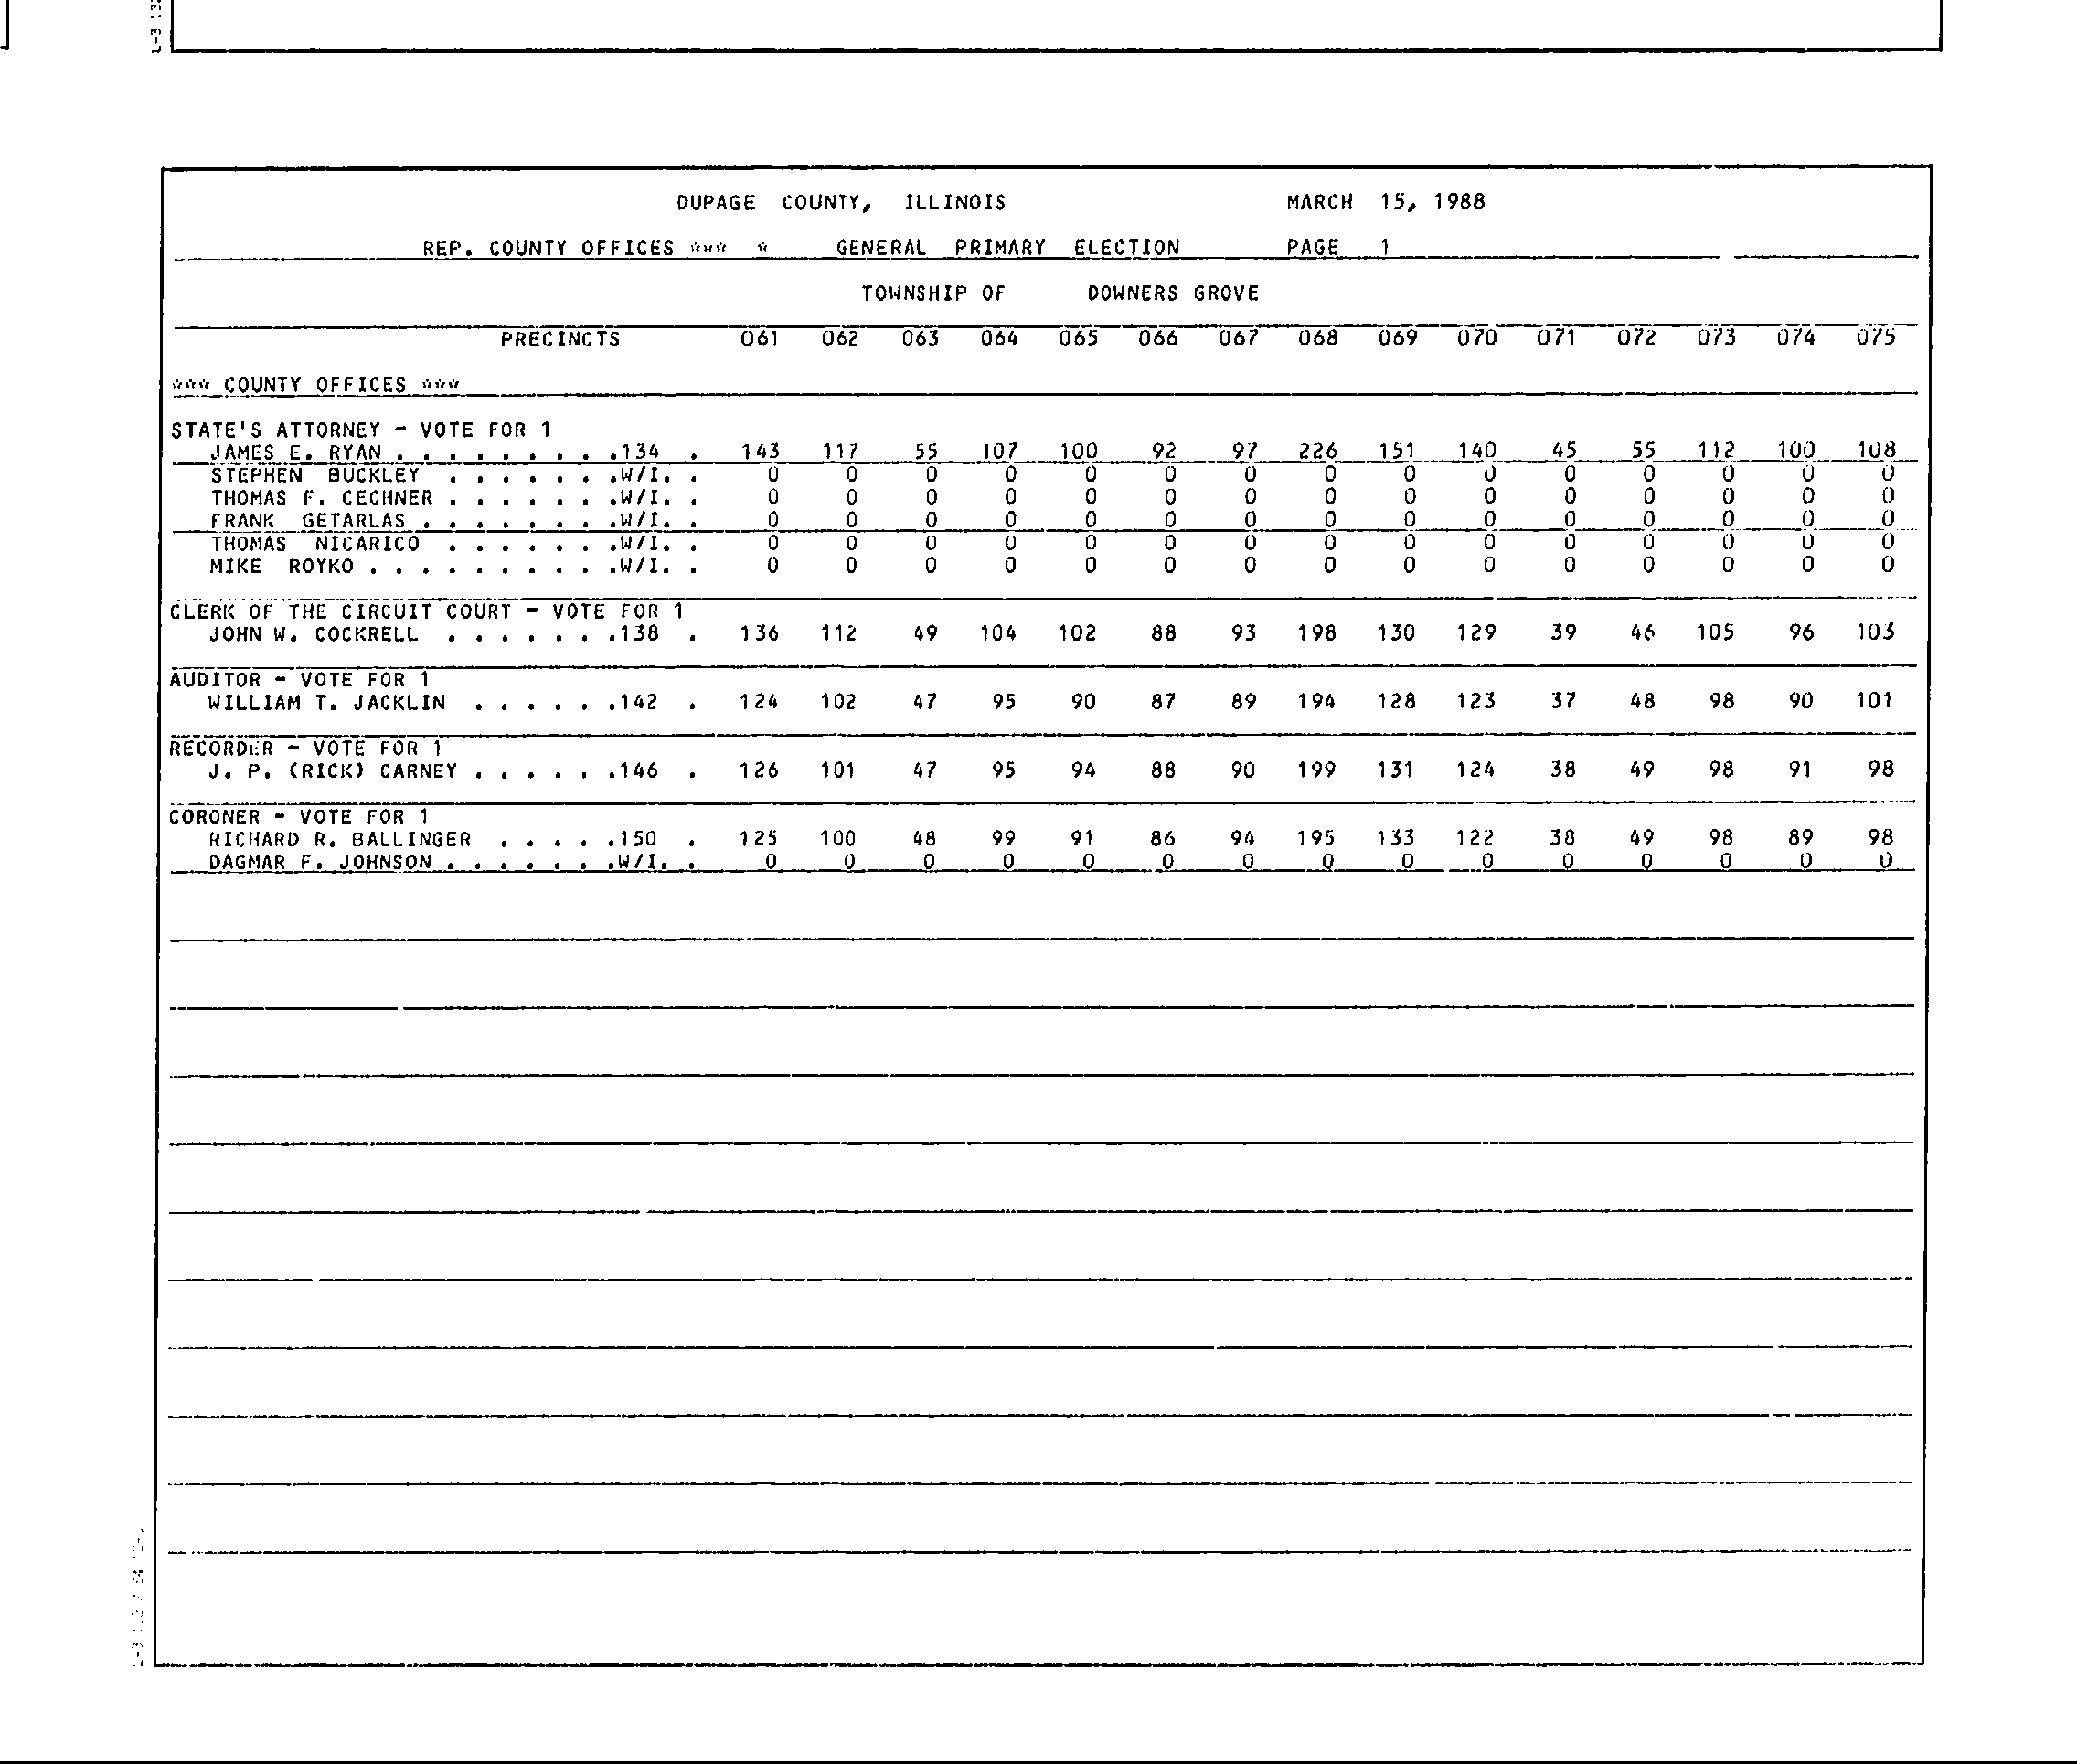 DUPAGE COUNTY, ILLINOIS MARCH 15, 1988
REP. COUNTY OFFICES *** * GENERAL PRIMARY ELECTION PAGE 1
TOWNSHIP OF DOWNERS GROVE
PRECINCTS 061 062 063 064 065 066 067 068 069 070 071 072 073 074 075
*** COUNTY OFFICES ***
STATE'S ATTORNEY - VOTE FOR 1
JAMES E. RYAN . . . . . . . . .134 . 143 117 55 107 100 92 97 226 151 140 45 55 112 100 108
STEPHEN BUCKLEY . . . . . . .W/I. . 0 0 0 0 0 0 0 0 0 0 0 0 0 0 0
THOMAS F. CECHNER . . . . . . .W/I. . 0 0 0 0 0 0 0 0 0 0 0 0 0 0 0
FRANK GETARLAS . . . . . . . .W/I. . 0 0 0 0 0 0 0 0 0 0 0 0 0 0 0
THOMAS NICARICO . . . . . . .W/I. . 0 0 0 0 0 0 0 0 0 0 0 0 0 0 0
MIKE ROYKO . . . . . . . . . .W/I. . 0 0 0 0 0 0 0 0 0 0 0 0 0 0 0
CLERK OF THE CIRCUIT COURT - VOTE FOR 1
JOHN W. COCKRELL . . . . . . .138 . 136 112 49 104 102 88 93 198 130 129 39 46 105 96 103
AUDITOR - VOTE FOR 1
WILLIAM T. JACKLIN . . . . . .142 . 124 102 47 95 90 87 89 194 128 123 37 48 98 90 101
RECORDER - VOTE FOR 1
J. P. (RICK) CARNEY . . . . . .146 . 126 101 47 95 94 88 90 199 131 124 38 49 98 91 98
CORONER - VOTE FOR 1
RICHARD R. BALLINGER . . . . .150 . 125 100 48 99 91 86 94 195 133 122 38 49 98 89 98
DAGMAR F. JOHNSON . . . . . . .W/I. . 0 0 0 0 0 0 0 0 0 0 0 0 0 0 0